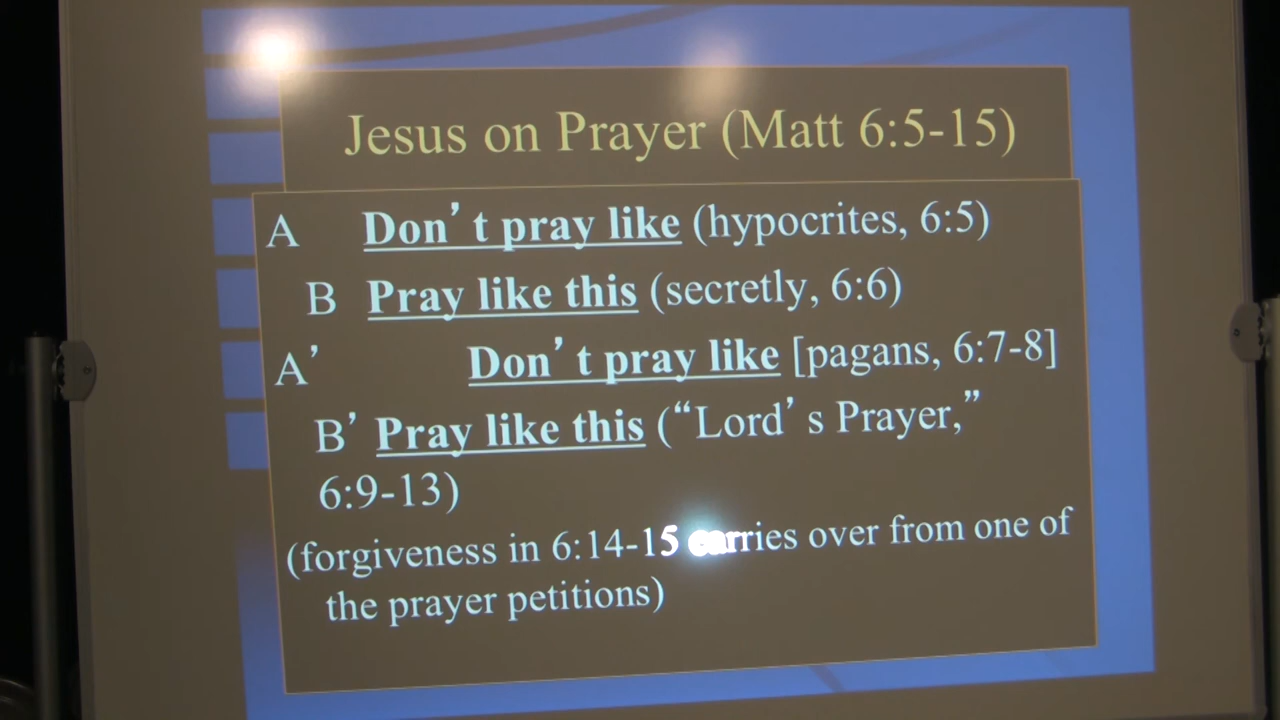 Jesus on Prayer (Matt 6:5-15)
A Don’t pray like (hypocrites, 6:5)
B Pray like this (secretly, 6:6)
A’ Don’t pray like [pagans, 6:7-8]
B’ Pray like this (“Lord’s Prayer,”
6:9-13)
(forgiveness in 6:14-15 carries over from one of
the prayer petitions)